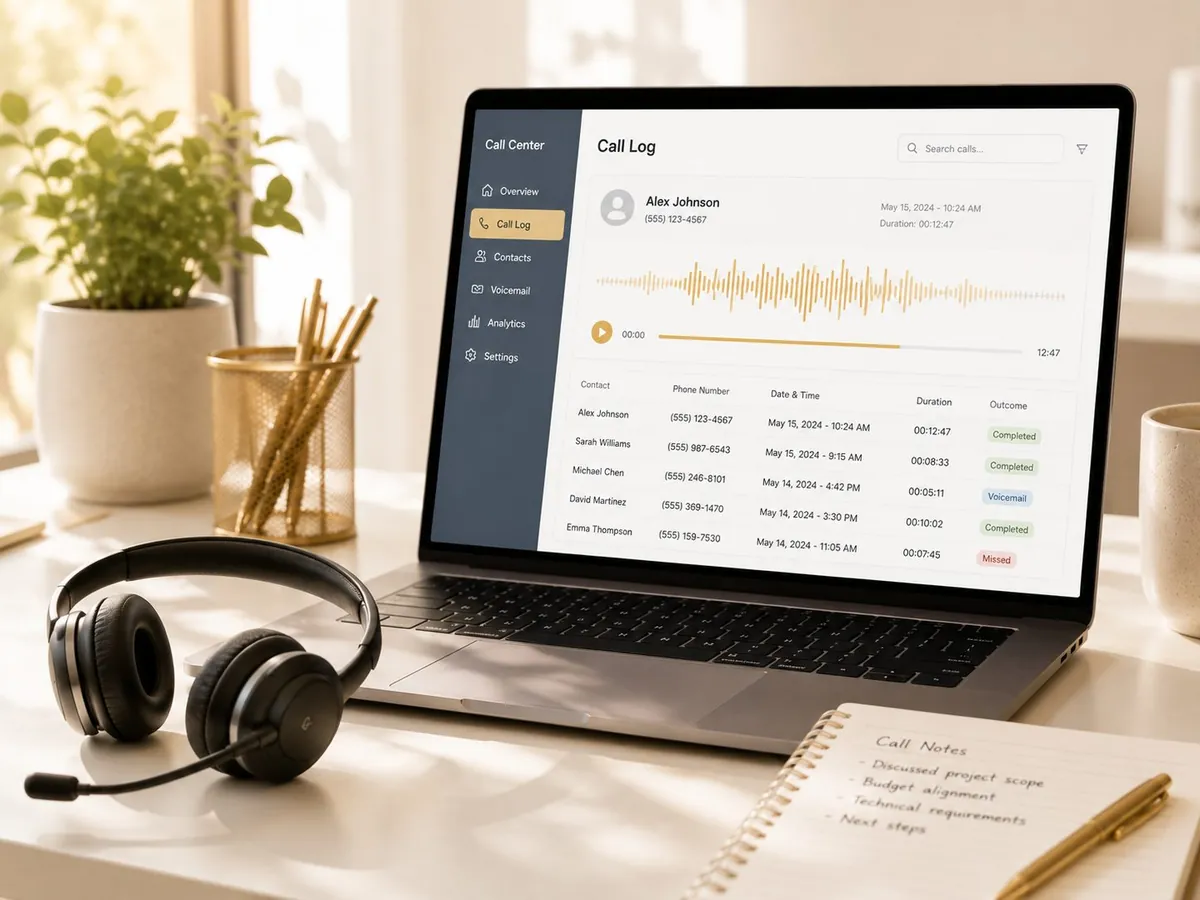 Call Center
Overview
Call Log
Contacts
Voicemail
Analytics
Settings
Call Log
Search calls...
Alex Johnson
(555) 123-4567
May 15, 2024 - 10:24 AM
Duration: 00:12:47
00:00
12:47
Contact Phone Number Date & Time Duration Outcome
Alex Johnson (555) 123-4567 May 15, 2024 - 10:24 AM 00:12:47 Completed
Sarah Williams (555) 987-6543 May 15, 2024 - 9:15 AM 00:08:33 Completed
Michael Chen (555) 246-8101 May 14, 2024 - 4:42 PM 00:05:11 Voicemail
David Martinez (555) 369-1470 May 14, 2024 - 3:30 PM 00:10:02 Completed
Emma Thompson (555) 159-7530 May 14, 2024 - 11:05 AM 00:07:45 Missed
Call Notes
- Discussed project scope
- Budget alignment
- Technical requirements
- Next steps